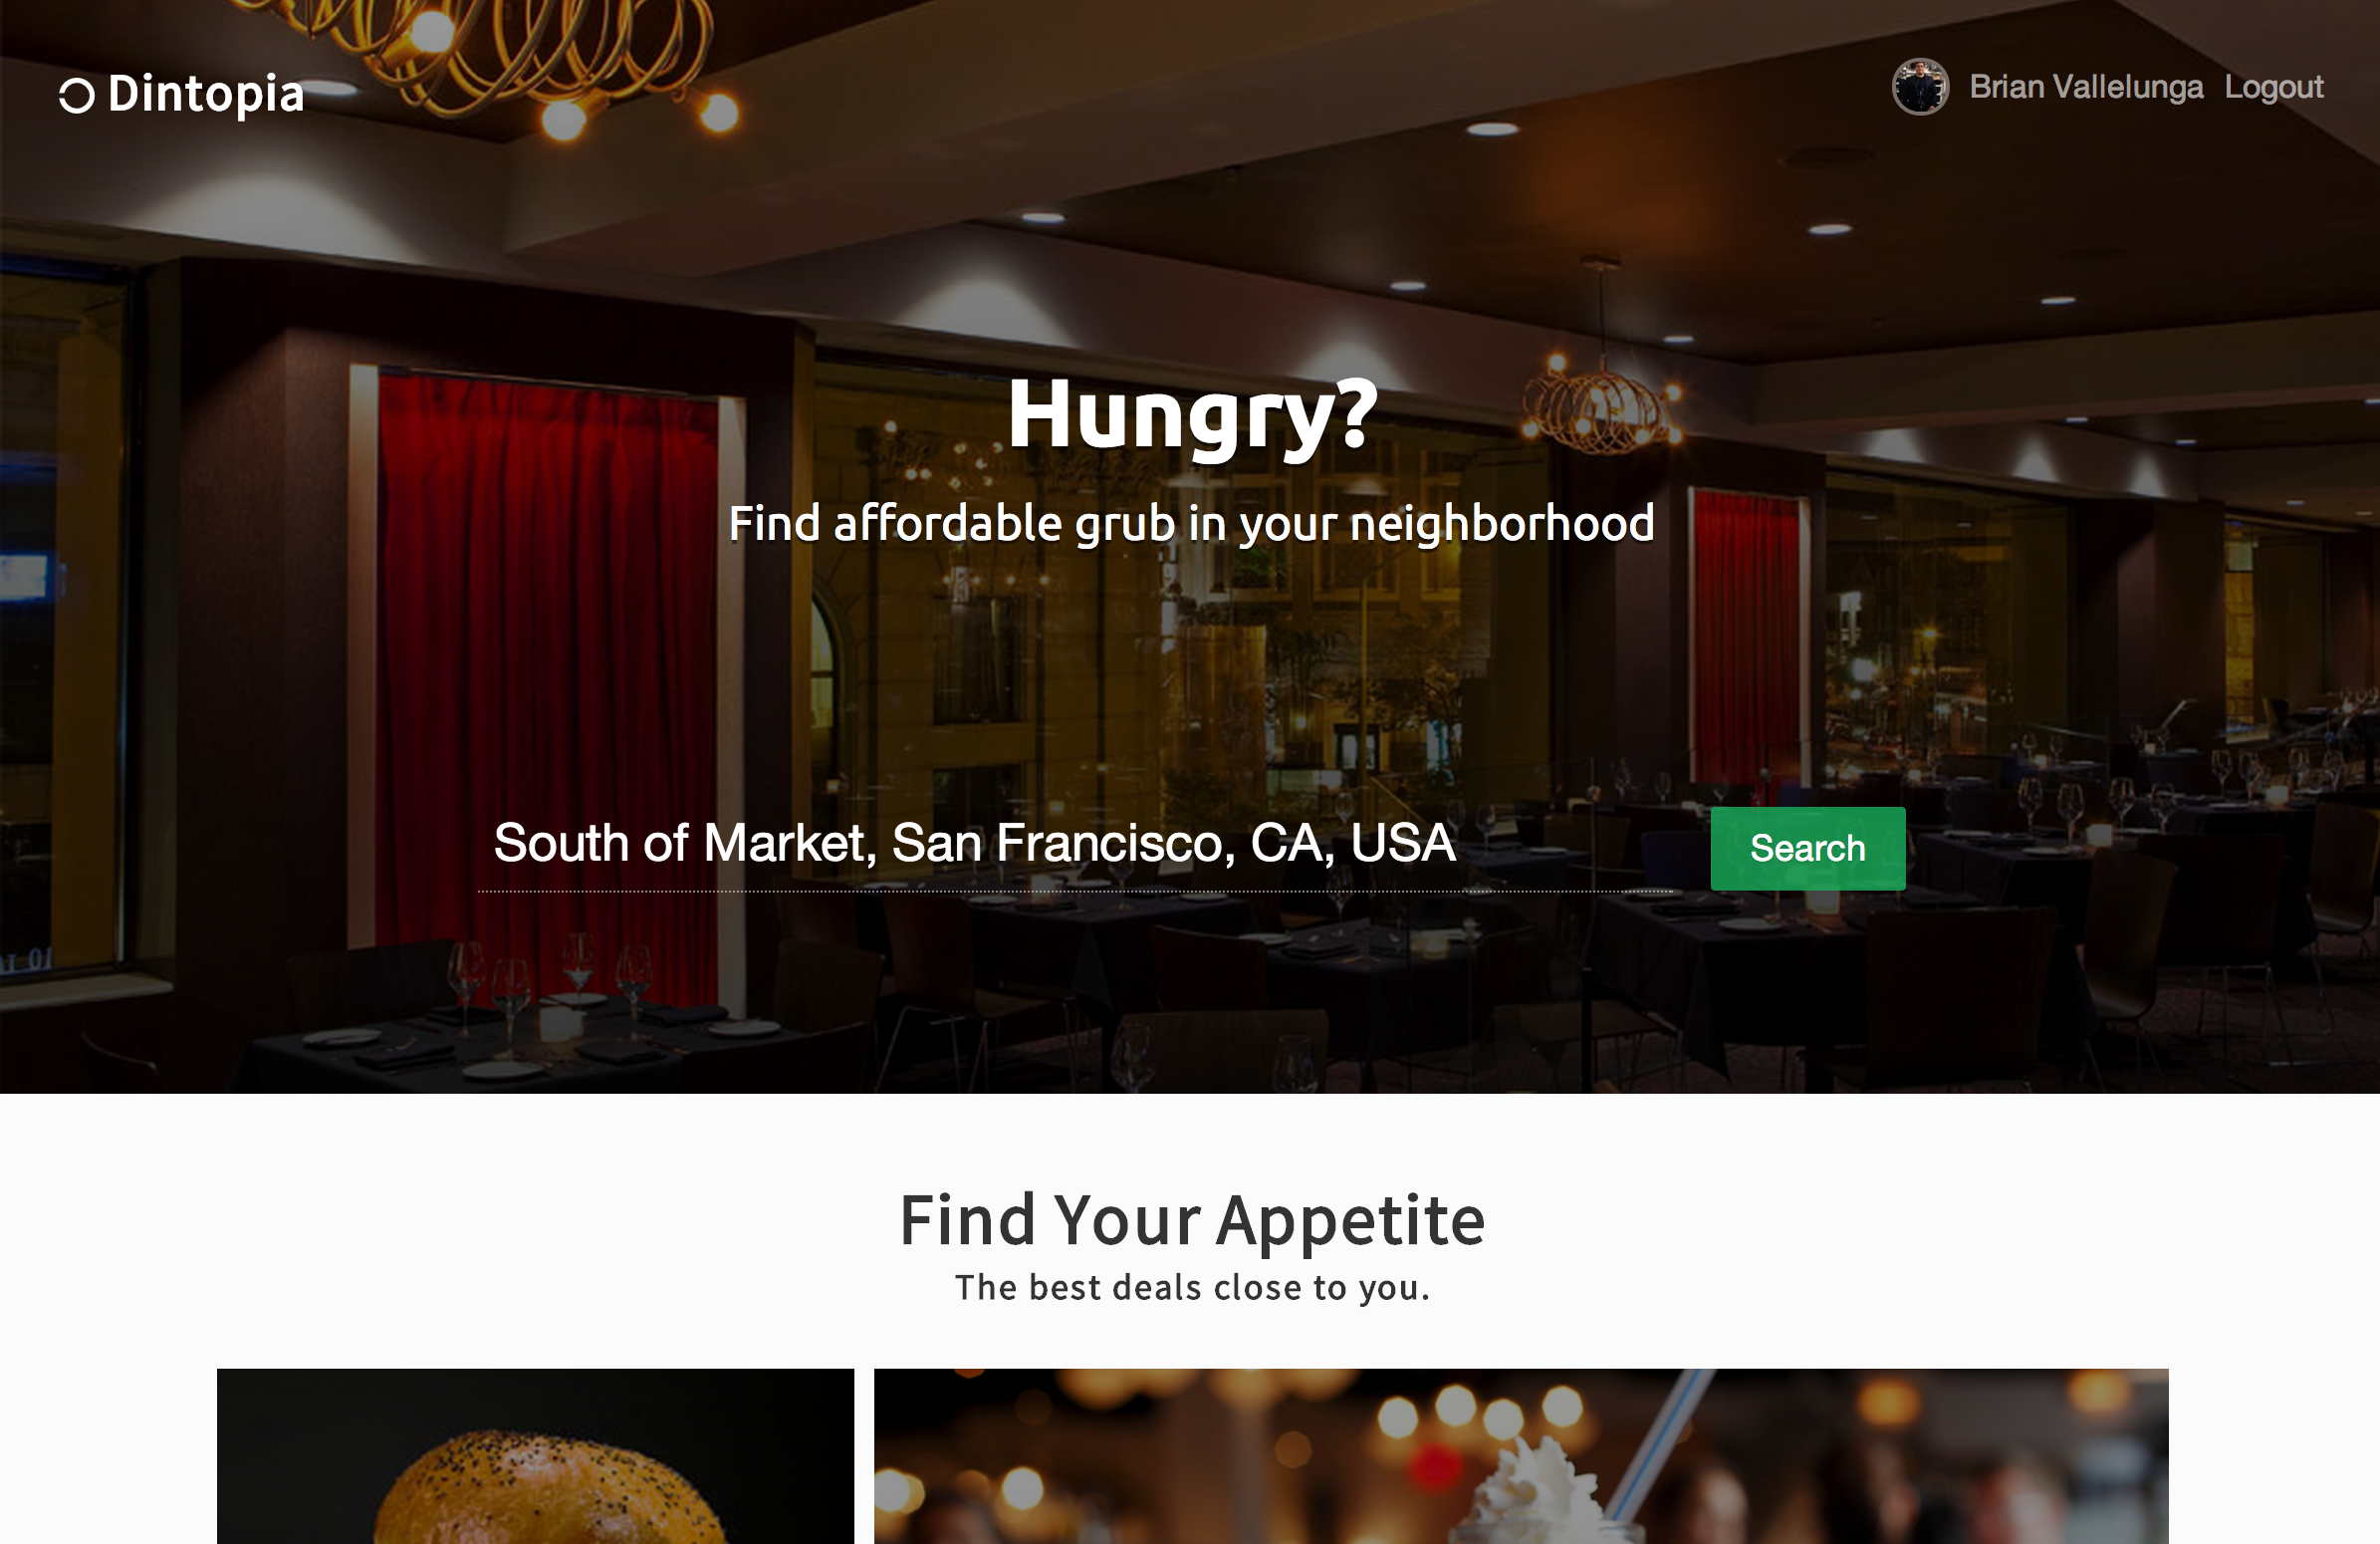 Dintopia
Brian Vallelunga Logout
Hungry?
Find affordable grub in your neighborhood
South of Market, San Francisco, CA, USA
Search
Find Your Appetite
The best deals close to you.